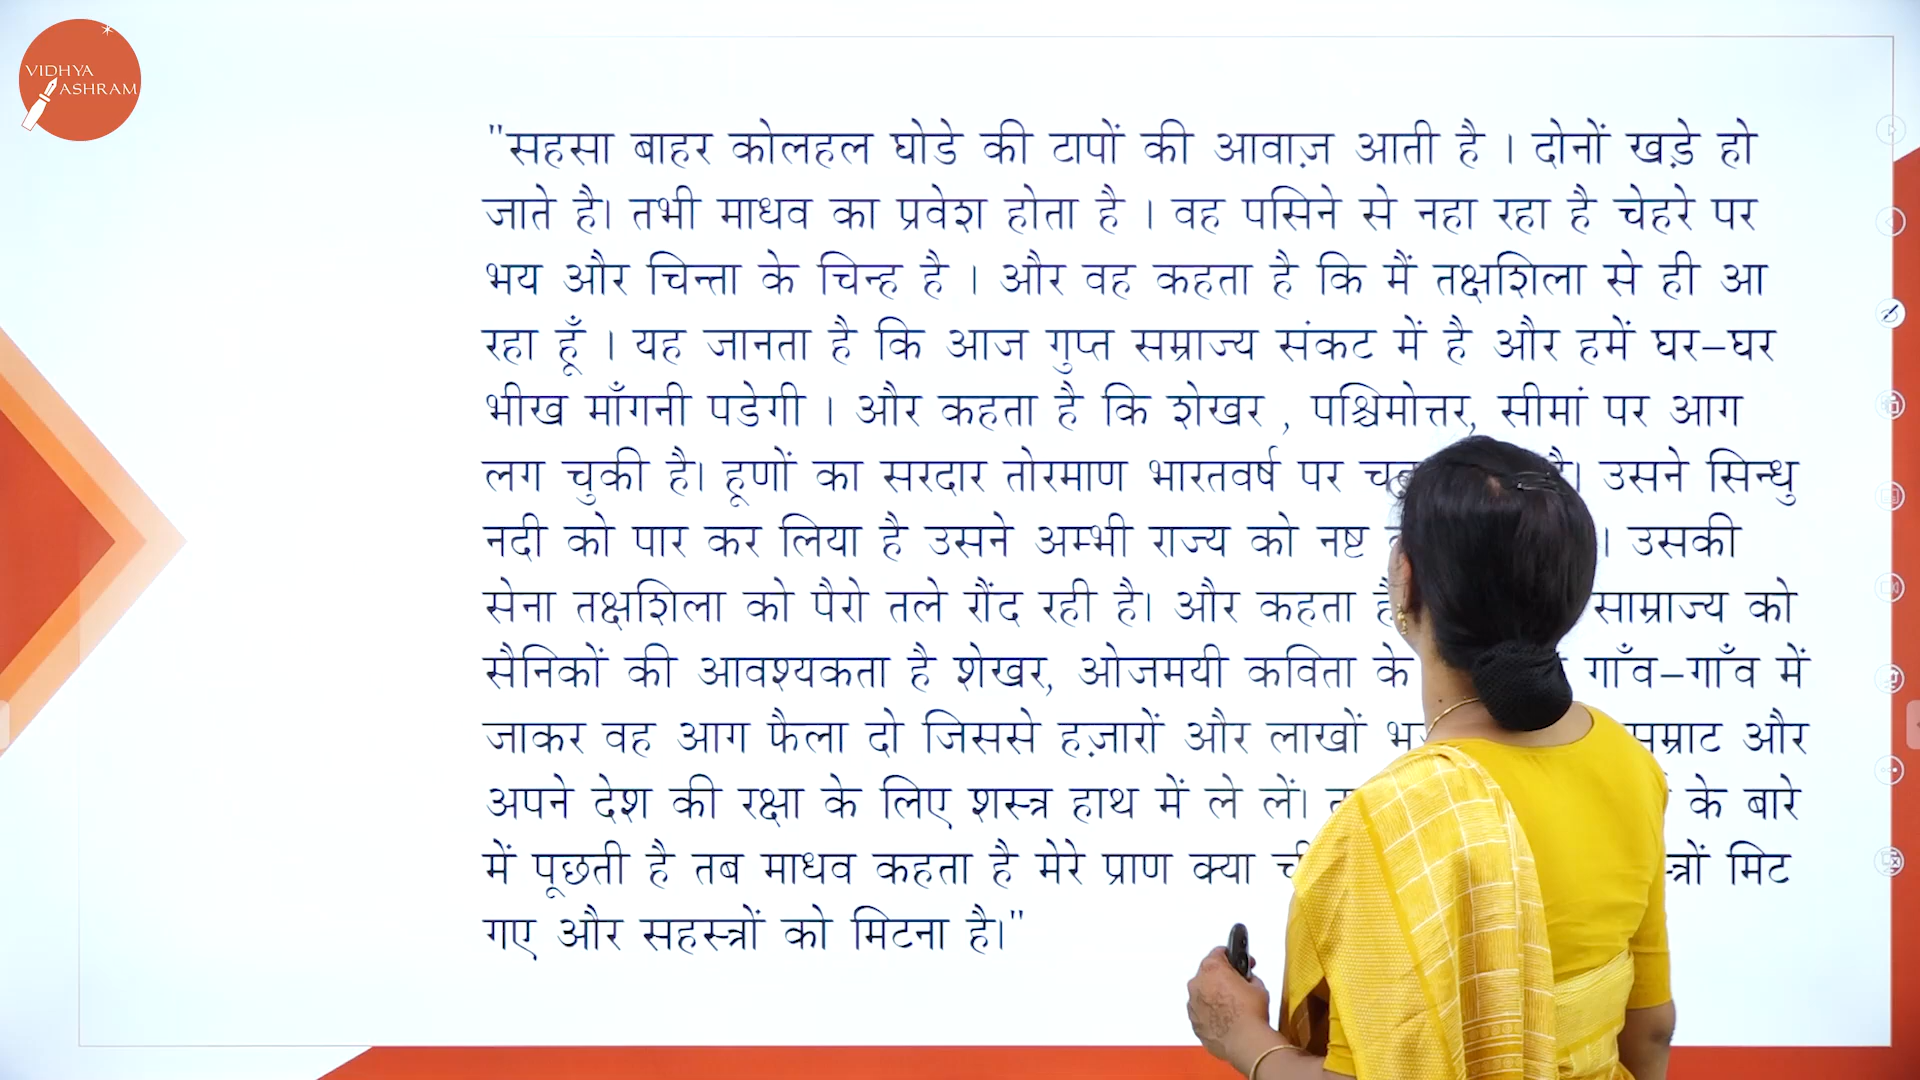 VIDHYA
ASHRAM
"सहसा बाहर कोलहल घोडे की टापों की आवाज़ आती है । दोनों खड़े हो
जाते है। तभी माधव का प्रवेश होता है । वह पसिने से नहा रहा है चेहरे पर
भय और चिन्ता के चिन्ह है । और वह कहता है कि मैं तक्षशिला से ही आ
रहा हूँ । यह जानता है कि आज गुप्त सम्राज्य संकट में है और हमें घर-घर
भीख माँगनी पडेगी । और कहता है कि शेखर , पश्चिमोत्तर, सीमां पर आग
लग चुकी है। हूणों का सरदार तोरमाण भारतवर्ष पर है। उसने सिन्धु
नदी को पार कर लिया है उसने अम्भी राज्य को नष्ट । उसकी
सेना तक्षशिला को पैरो तले रौंद रही है। और कहता है साम्राज्य को
सैनिकों की आवश्यकता है शेखर, ओजमयी कविता के गाँव-गाँव में
जाकर वह आग फैला दो जिससे हज़ारों और लाखों सम्राट और
अपने देश की रक्षा के लिए शस्त्र हाथ में ले लें। के बारे
में पूछती है तब माधव कहता है मेरे प्राण क्या मिट
गए और सहस्त्रों को मिटना है।"